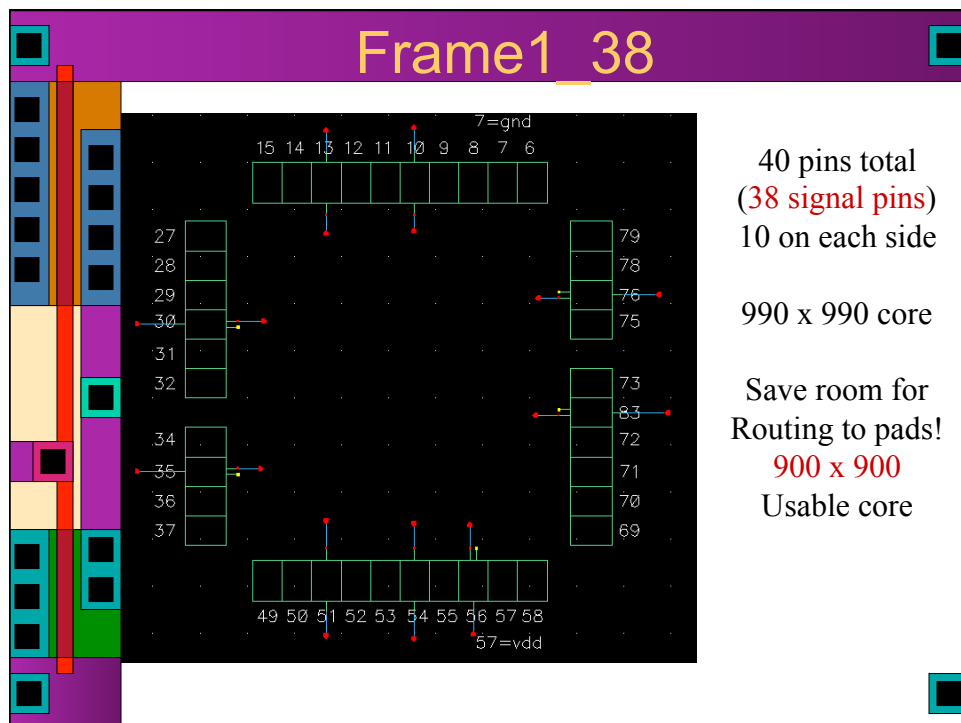 Frame1_38
7=gnd
15 14 13 12 11 10 9 8 7 6
27
28
29
30
31
32
34
35
36
37
79
78
76
75
73
83
72
71
70
69
49 50 51 52 53 54 55 56 57 58
57=vdd
40 pins total
(38 signal pins)
10 on each side
990 x 990 core
Save room for
Routing to pads!
900 x 900
Usable core